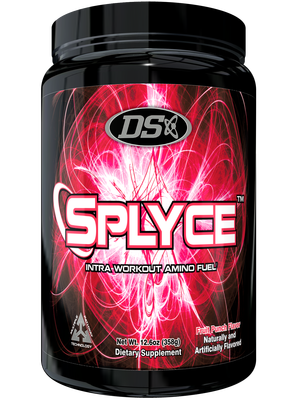 DS
SPLYCE™
INTRA WORKOUT AMINO FUEL
TECHNOLOGY
Net Wt. 12.6oz (358g)
Dietary Supplement
Fruit Punch Flavor
Naturally and
Artificially Flavored